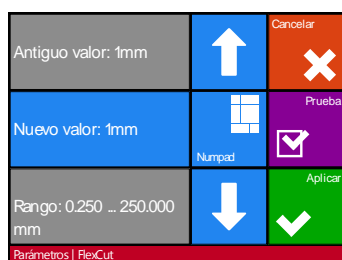 Antiguo valor: 1mm
Cancelar
Nuevo valor: 1mm
Numpad
Prueba
Rango: 0.250 ... 250.000
mm
Aplicar
Parámetros | FlexCut